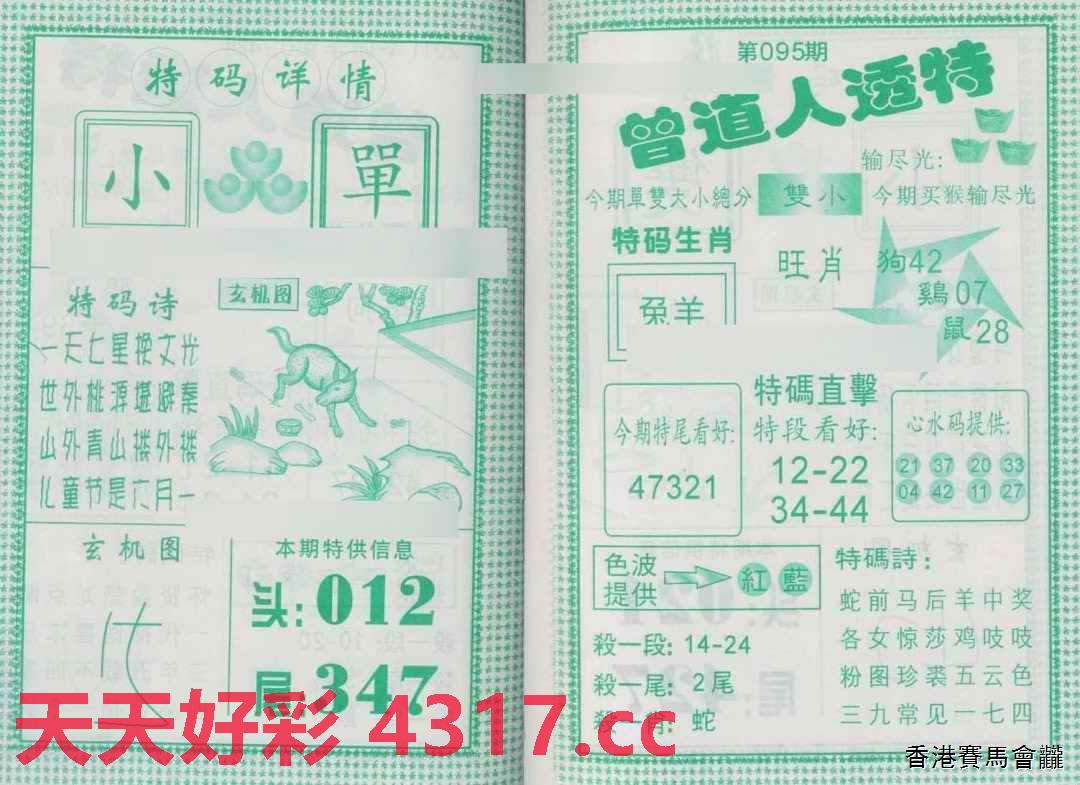 特码详情
小 單
特码诗
玄机图
一天七星换文光
世外桃源堪避秦
山外青山楼外楼
儿童节是六月一
玄机图
本期特供信息
头:012
尾:347
第095期
曾道人透特
输尽光:
今期單雙大小總分 雙小 今期买猴输尽光
特码生肖
兔羊
旺肖
狗42
鷄07
鼠28
今期特尾看好:
47321
特碼直擊
特段看好:
12-22
34-44
心水码提供:
21 37 20 33
04 42 11 27
色波
提供
紅 藍
殺一段: 14-24
殺一尾: 2尾
殺一肖: 蛇
特碼詩:
蛇前马后羊中奖
各女惊莎鸡吱吱
粉图珍裘五云色
三九常见一七四
天天好彩 4317.cc
香港賽馬會